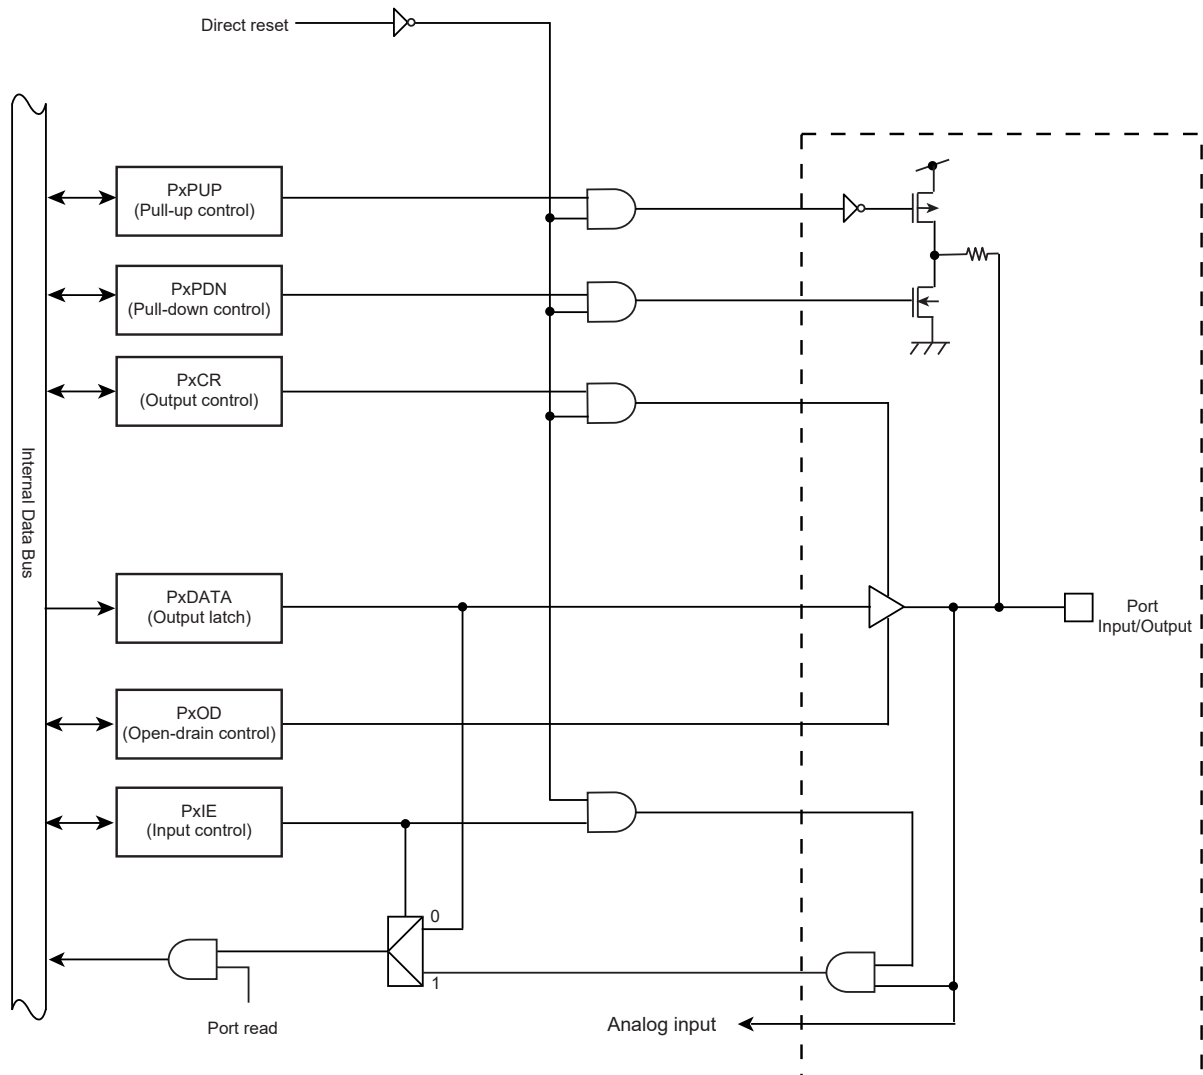 Direct reset
PxPUP
(Pull-up control)
PxPDN
(Pull-down control)
PxCR
(Output control)
Internal Data Bus
PxDATA
(Output latch)
Port
Input/Output
PxOD
(Open-drain control)
PxIE
(Input control)
0
1
Port read
Analog input